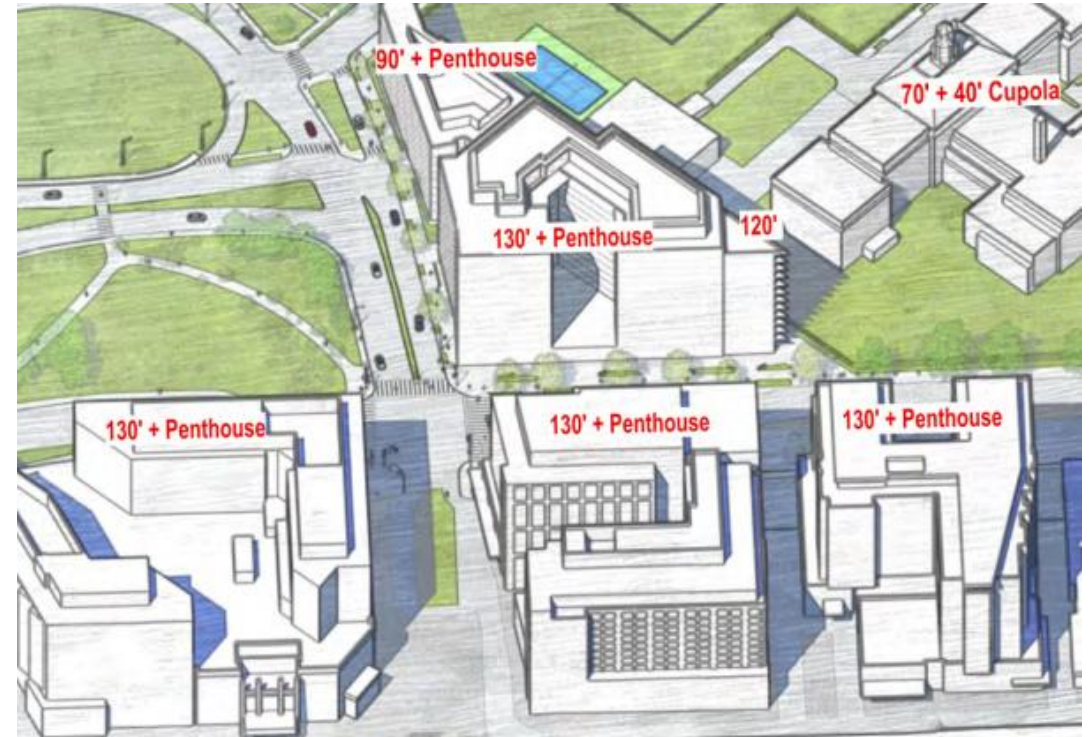 90' + Penthouse
70' + 40' Cupola
130' + Penthouse
120'
130' + Penthouse
130' + Penthouse
130' + Penthouse